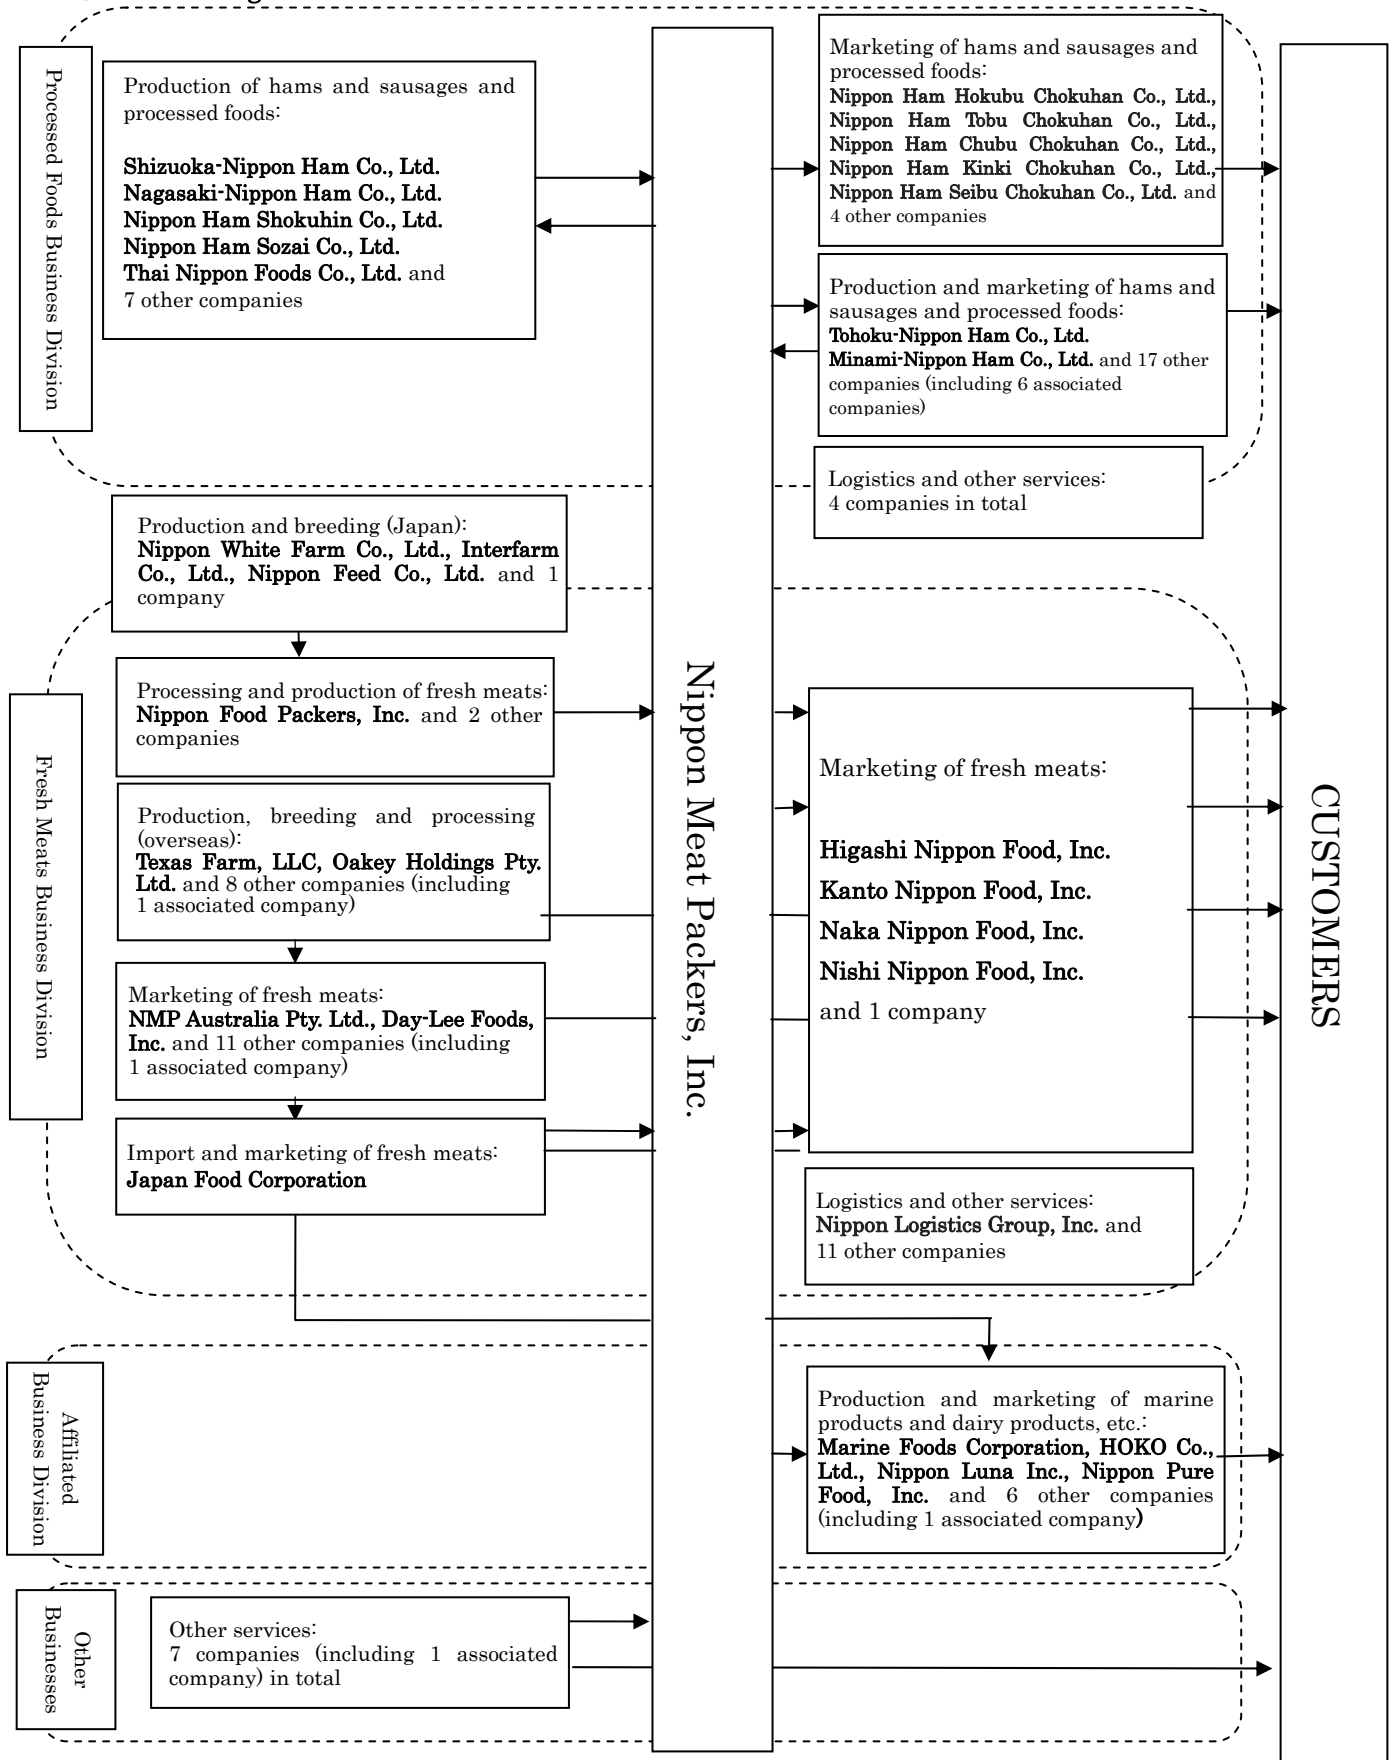 Processed Foods Business Division
Production of hams and sausages and
processed foods:
Shizuoka-Nippon Ham Co., Ltd.
Nagasaki-Nippon Ham Co., Ltd.
Nippon Ham Shokuhin Co., Ltd.
Nippon Ham Sozai Co., Ltd.
Thai Nippon Foods Co., Ltd. and
7 other companies
Marketing of hams and sausages and
processed foods:
Nippon Ham Hokubu Chokuhan Co., Ltd.,
Nippon Ham Tobu Chokuhan Co., Ltd.,
Nippon Ham Chubu Chokuhan Co., Ltd.,
Nippon Ham Kinki Chokuhan Co., Ltd.,
Nippon Ham Seibu Chokuhan Co., Ltd. and
4 other companies
Production and marketing of hams and
sausages and processed foods:
Tohoku-Nippon Ham Co., Ltd.
Minami-Nippon Ham Co., Ltd. and 17 other
companies (including 6 associated
companies)
Logistics and other services:
4 companies in total
Fresh Meats Business Division
Production and breeding (Japan):
Nippon White Farm Co., Ltd., Interfarm
Co., Ltd., Nippon Feed Co., Ltd. and 1
company
Processing and production of fresh meats:
Nippon Food Packers, Inc. and 2 other
companies
Production, breeding and processing
(overseas):
Texas Farm, LLC, Oakey Holdings Pty.
Ltd. and 8 other companies (including
1 associated company)
Marketing of fresh meats:
NMP Australia Pty. Ltd., Day-Lee Foods,
Inc. and 11 other companies (including
1 associated company)
Import and marketing of fresh meats:
Japan Food Corporation
Nippon Meat Packers, Inc.
Marketing of fresh meats:
Higashi Nippon Food, Inc.
Kanto Nippon Food, Inc.
Naka Nippon Food, Inc.
Nishi Nippon Food, Inc.
and 1 company
Logistics and other services:
Nippon Logistics Group, Inc. and
11 other companies
CUSTOMERS
Affiliated
Business Division
Production and marketing of marine
products and dairy products, etc.:
Marine Foods Corporation, HOKO Co.,
Ltd., Nippon Luna Inc., Nippon Pure
Food, Inc. and 6 other companies
(including 1 associated company)
Other
Businesses
Other services:
7 companies (including 1 associated
company) in total